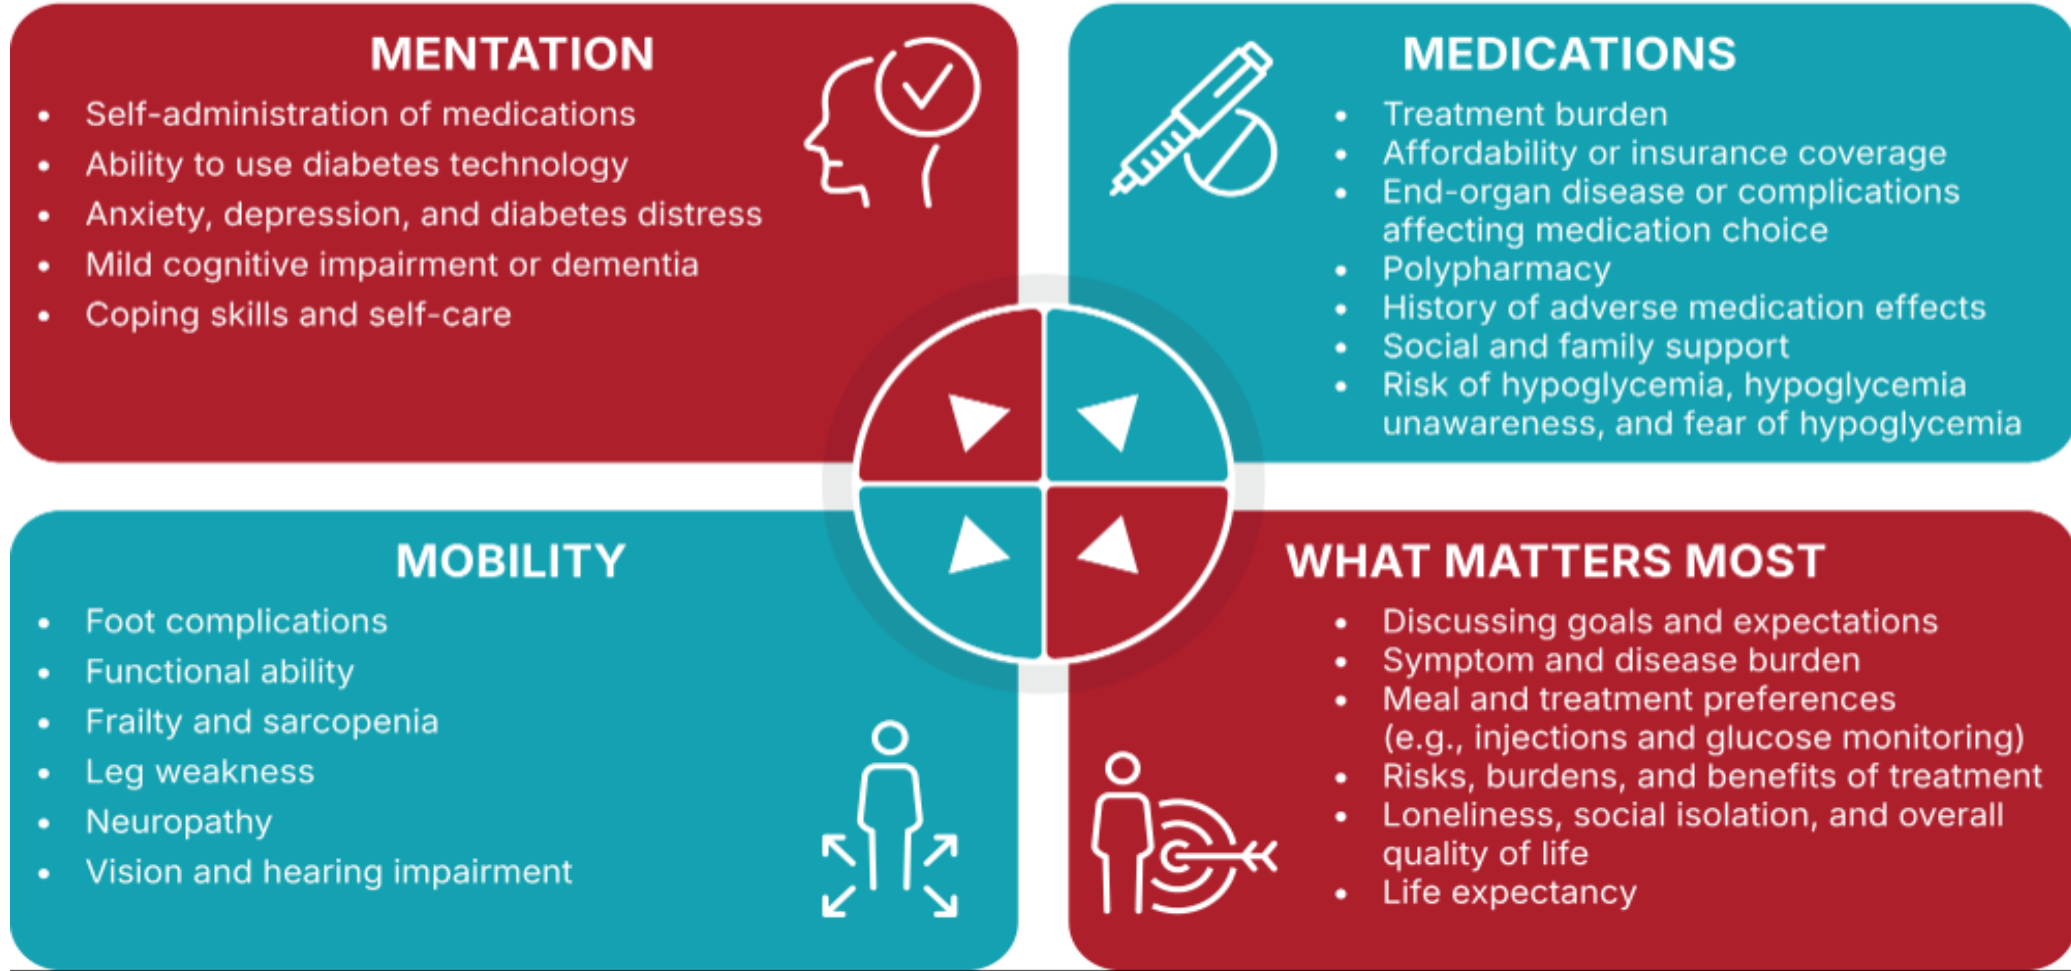 MENTATION
• Self-administration of medications
• Ability to use diabetes technology
• Anxiety, depression, and diabetes distress
• Mild cognitive impairment or dementia
• Coping skills and self-care
MEDICATIONS
• Treatment burden
• Affordability or insurance coverage
• End-organ disease or complications
affecting medication choice
• Polypharmacy
• History of adverse medication effects
• Social and family support
• Risk of hypoglycemia, hypoglycemia
unawareness, and fear of hypoglycemia
MOBILITY
• Foot complications
• Functional ability
• Frailty and sarcopenia
• Leg weakness
• Neuropathy
• Vision and hearing impairment
WHAT MATTERS MOST
• Discussing goals and expectations
• Symptom and disease burden
• Meal and treatment preferences
(e.g., injections and glucose monitoring)
• Risks, burdens, and benefits of treatment
• Loneliness, social isolation, and overall
quality of life
• Life expectancy